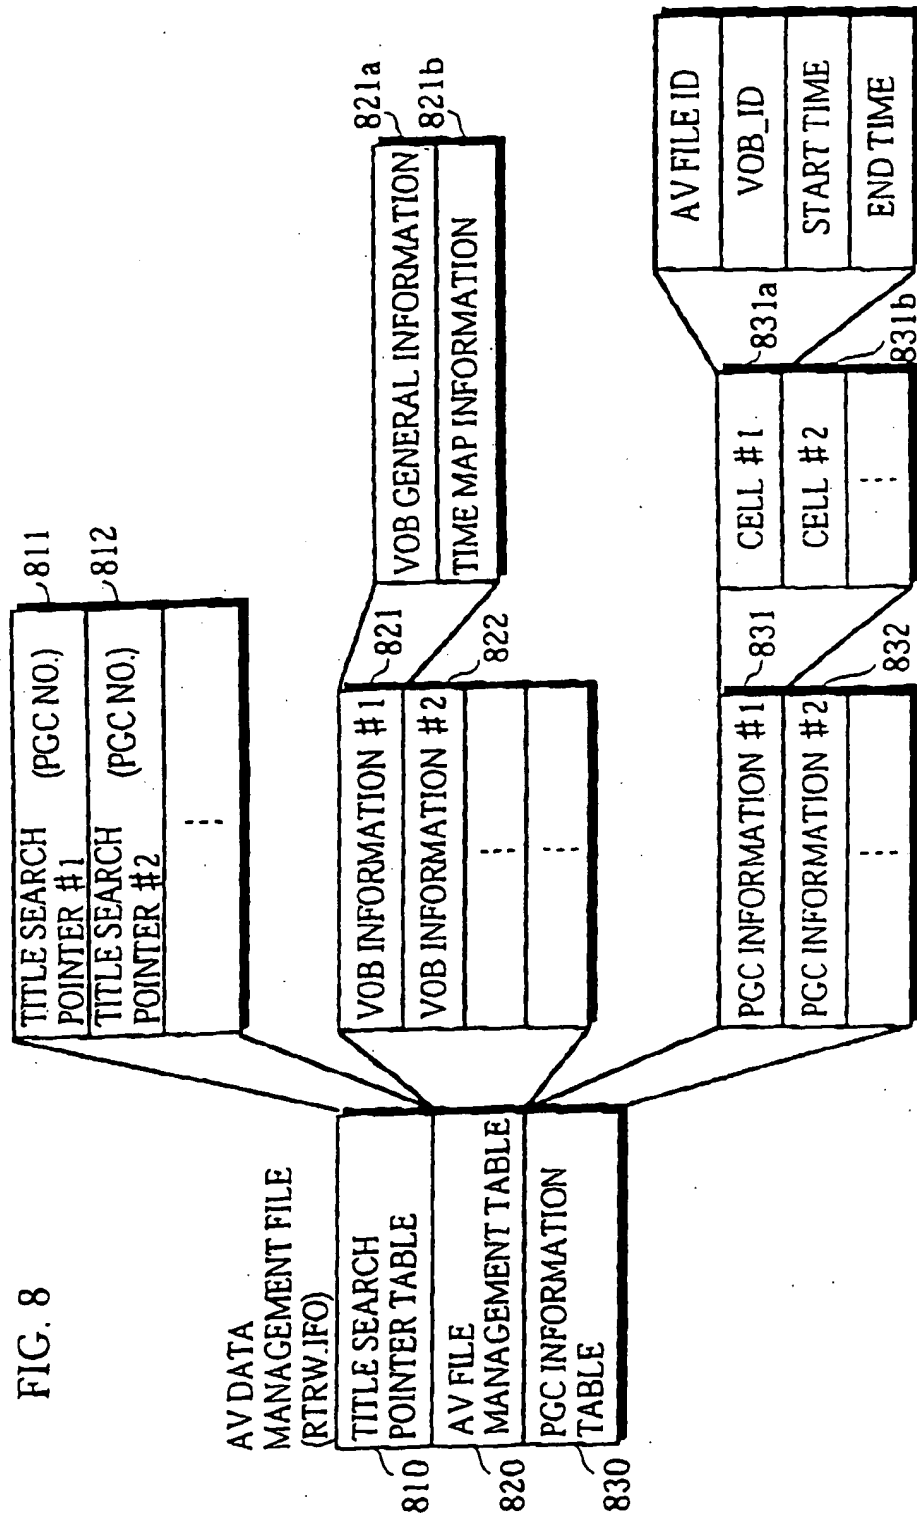 FIG. 8
AV DATA
MANAGEMENT FILE
(RTRW.IFO)
TITLE SEARCH
POINTER TABLE
810
AV FILE
MANAGEMENT TABLE
820
PGC INFORMATION
TABLE
830
TITLE SEARCH
POINTER #1 (PGC NO.)
811
TITLE SEARCH
POINTER #2 (PGC NO.)
812
VOB INFORMATION #1
821
VOB INFORMATION #2
822
VOB GENERAL INFORMATION
821a
TIME MAP INFORMATION
821b
PGC INFORMATION #1
831
PGC INFORMATION #2
832
CELL #1
831a
CELL #2
831b
AV FILE ID
VOB_ID
START TIME
END TIME